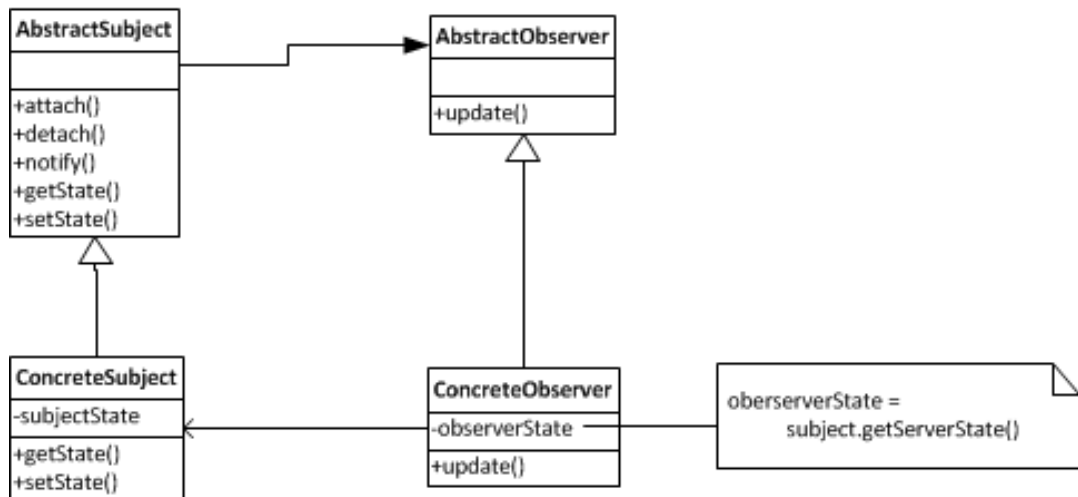 AbstractSubject
+attach()
+detach()
+notify()
+getState()
+setState()
AbstractObserver
+update()
ConcreteSubject
-subjectState
+getState()
+setState()
ConcreteObserver
-observerState
+update()
oberserverState =
subject.getServerState()